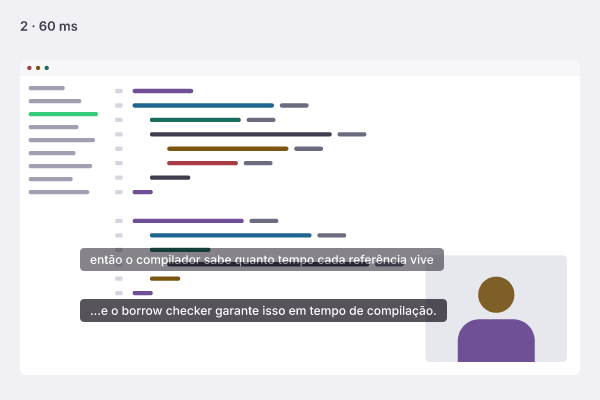 2 · 60 ms
então o compilador sabe quanto tempo cada referência vive
…e o borrow checker garante isso em tempo de compilação.